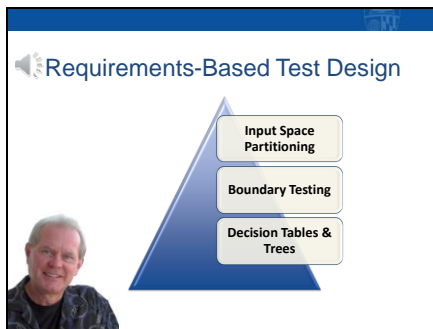 Requirements-Based Test Design
Input Space
Partitioning
Boundary Testing
Decision Tables &
Trees